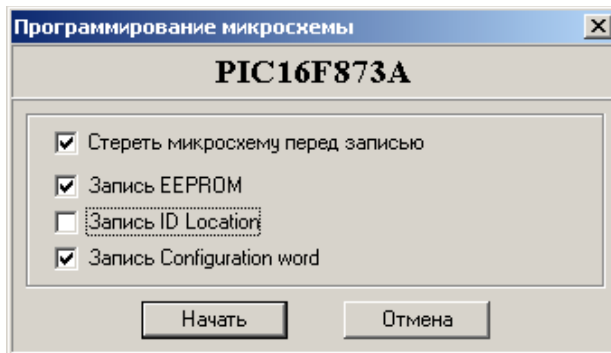 Программирование микросхемы
PIC16F873A
Стереть микросхему перед записью
Запись EEPROM
Запись ID Location
Запись Configuration word
Начать Отмена